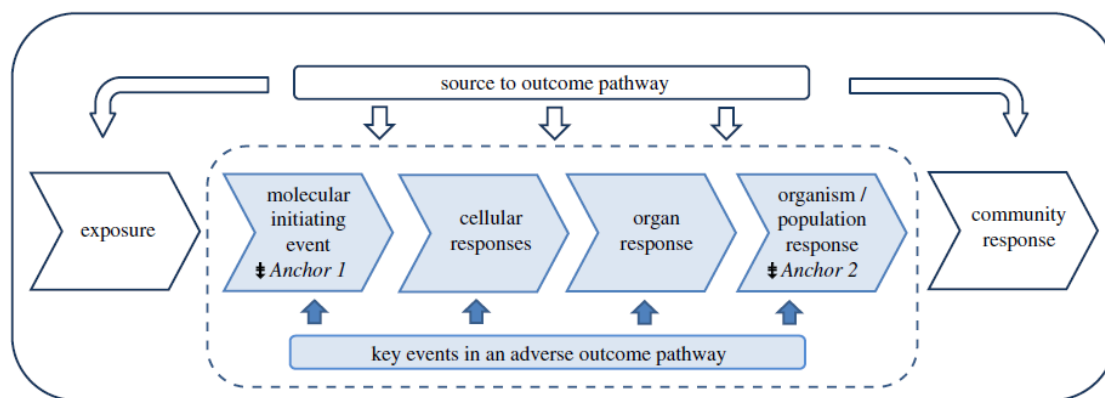 source to outcome pathway
exposure
molecular
initiating
event
⯯ Anchor 1
cellular
responses
organ
response
organism /
population
response
⯯ Anchor 2
community
response
key events in an adverse outcome pathway